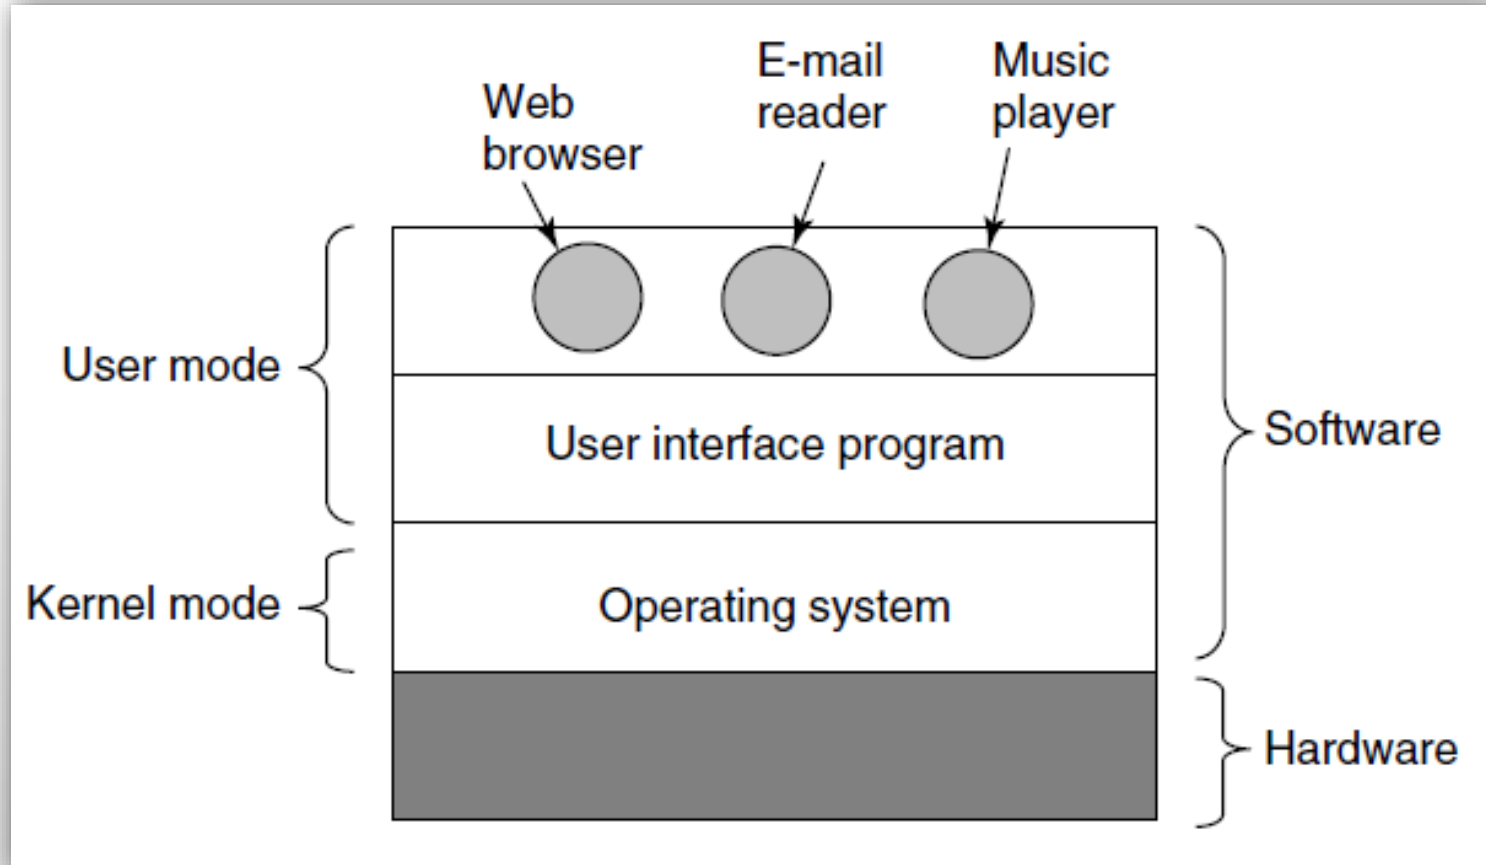 E-mail
reader
Music
player
Web
browser
User mode
User interface program
Software
Kernel mode
Operating system
Hardware